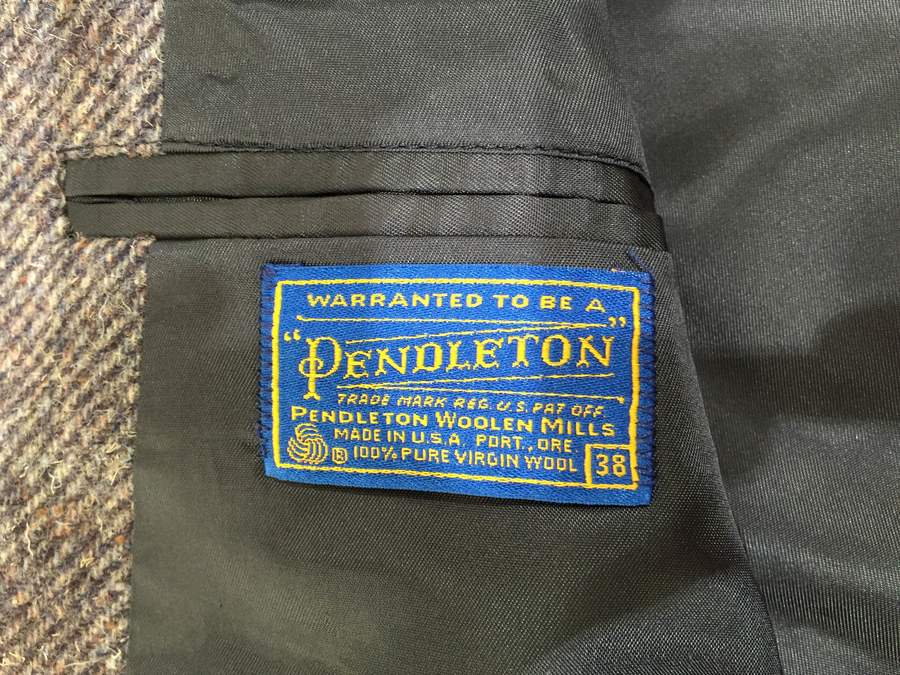 WARRANTED TO BE A
"PENDLETON"
TRADE MARK REG. U.S. PAT. OFF.
PENDLETON WOOLEN MILLS
MADE IN U.S.A. PORT., ORE
® 100% PURE VIRGIN WOOL
38